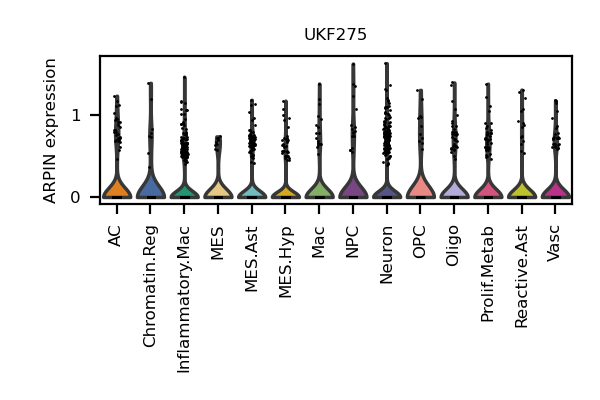 UKF275
ARPIN expression
1
0
AC
Chromatin.Reg
Inflammatory.Mac
MES
MES.Ast
MES.Hyp
Mac
NPC
Neuron
OPC
Oligo
Prolif.Metab
Reactive.Ast
Vasc